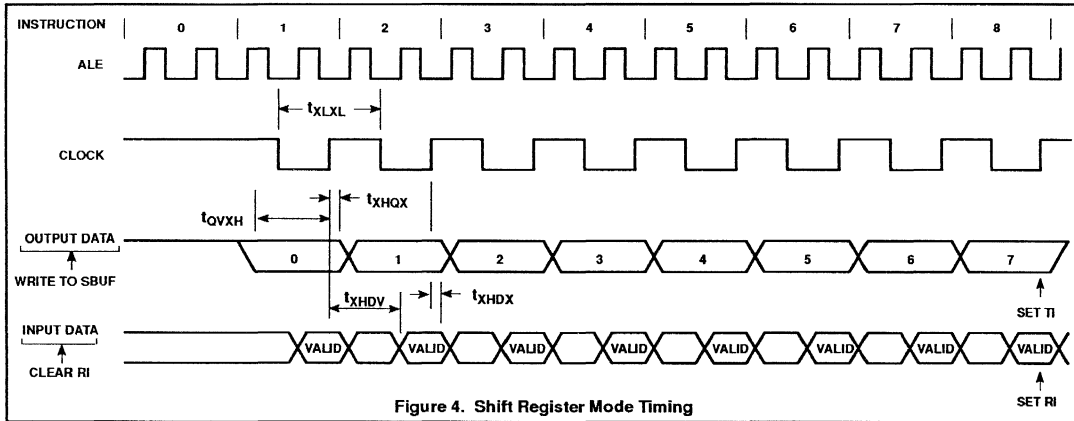 INSTRUCTION | 0 | 1 | 2 | 3 | 4 | 5 | 6 | 7 | 8 |
ALE
tXLXL
CLOCK
tQVXH
tXHQX
OUTPUT DATA
0 1 2 3 4 5 6 7
WRITE TO SBUF
tXHDV
tXHDX
SET TI
INPUT DATA
VALID VALID VALID VALID VALID VALID VALID VALID
CLEAR RI
SET RI
Figure 4. Shift Register Mode Timing